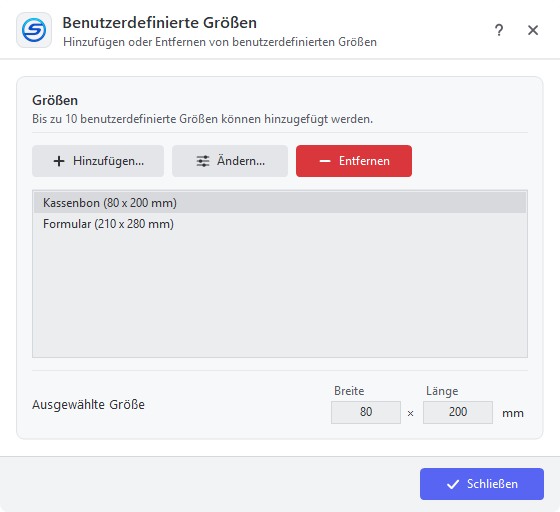 Benutzerdefinierte Größen
Hinzufügen oder Entfernen von benutzerdefinierten Größen
?
Größen
Bis zu 10 benutzerdefinierte Größen können hinzugefügt werden.
Hinzufügen... Ändern... Entfernen
Kassenbon (80 x 200 mm)
Formular (210 x 280 mm)
Breite Länge
Ausgewählte Größe 80 × 200 mm
Schließen